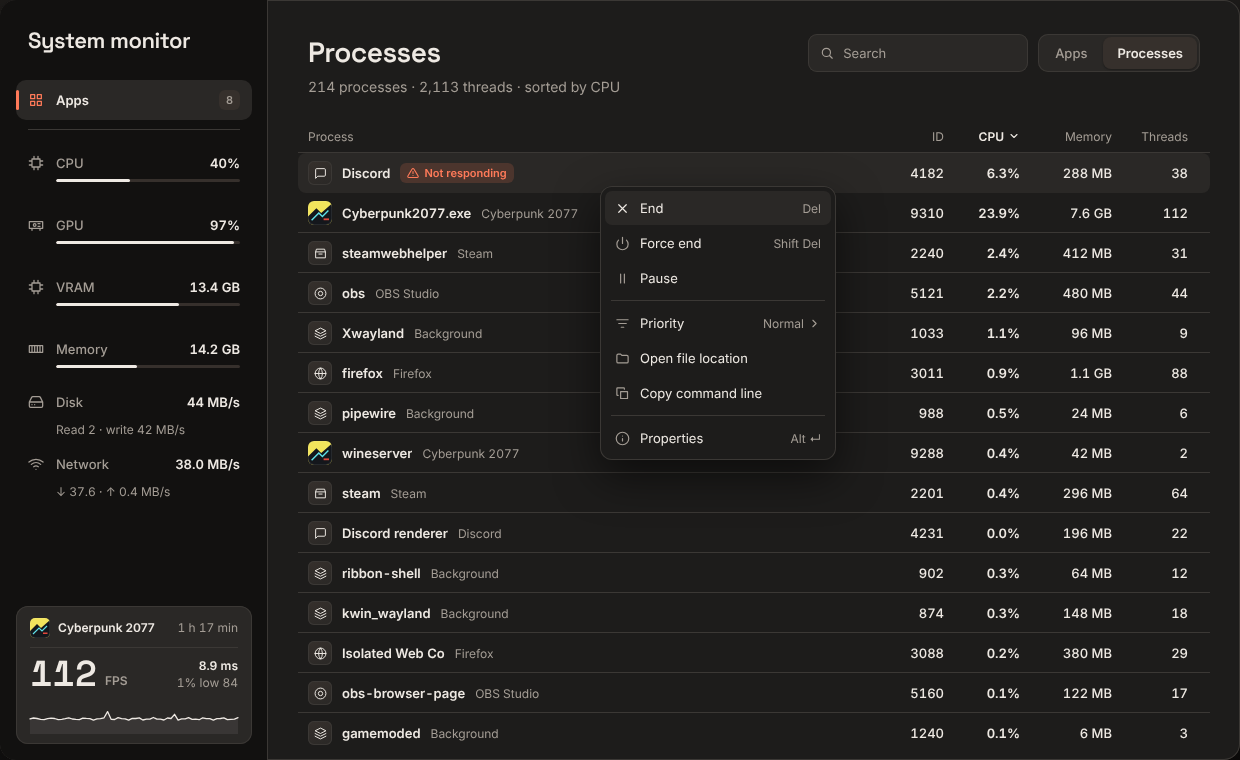 System monitor
Apps 8
CPU 40%
GPU 97%
VRAM 13.4 GB
Memory 14.2 GB
Disk 44 MB/s
Read 2 · write 42 MB/s
Network 38.0 MB/s
↓ 37.6 · ↑ 0.4 MB/s
Cyberpunk 2077 1 h 17 min
112 FPS
8.9 ms
1% low 84
Processes
214 processes · 2,113 threads · sorted by CPU
Search
Apps Processes
Process ID CPU Memory Threads
Discord Not responding 4182 6.3% 288 MB 38
Cyberpunk2077.exe Cyberpunk 2077 9310 23.9% 7.6 GB 112
steamwebhelper Steam 2240 2.4% 412 MB 31
obs OBS Studio 5121 2.2% 480 MB 44
Xwayland Background 1033 1.1% 96 MB 9
firefox Firefox 3011 0.9% 1.1 GB 88
pipewire Background 988 0.5% 24 MB 6
wineserver Cyberpunk 2077 9288 0.4% 42 MB 2
steam Steam 2201 0.4% 296 MB 64
Discord renderer Discord 4231 0.0% 196 MB 22
ribbon-shell Background 902 0.3% 64 MB 12
kwin_wayland Background 874 0.3% 148 MB 18
Isolated Web Co Firefox 3088 0.2% 380 MB 29
obs-browser-page OBS Studio 5160 0.1% 122 MB 17
gamemoded Background 1240 0.1% 6 MB 3
End Del
Force end Shift Del
Pause
Priority Normal
Open file location
Copy command line
Properties Alt ↵